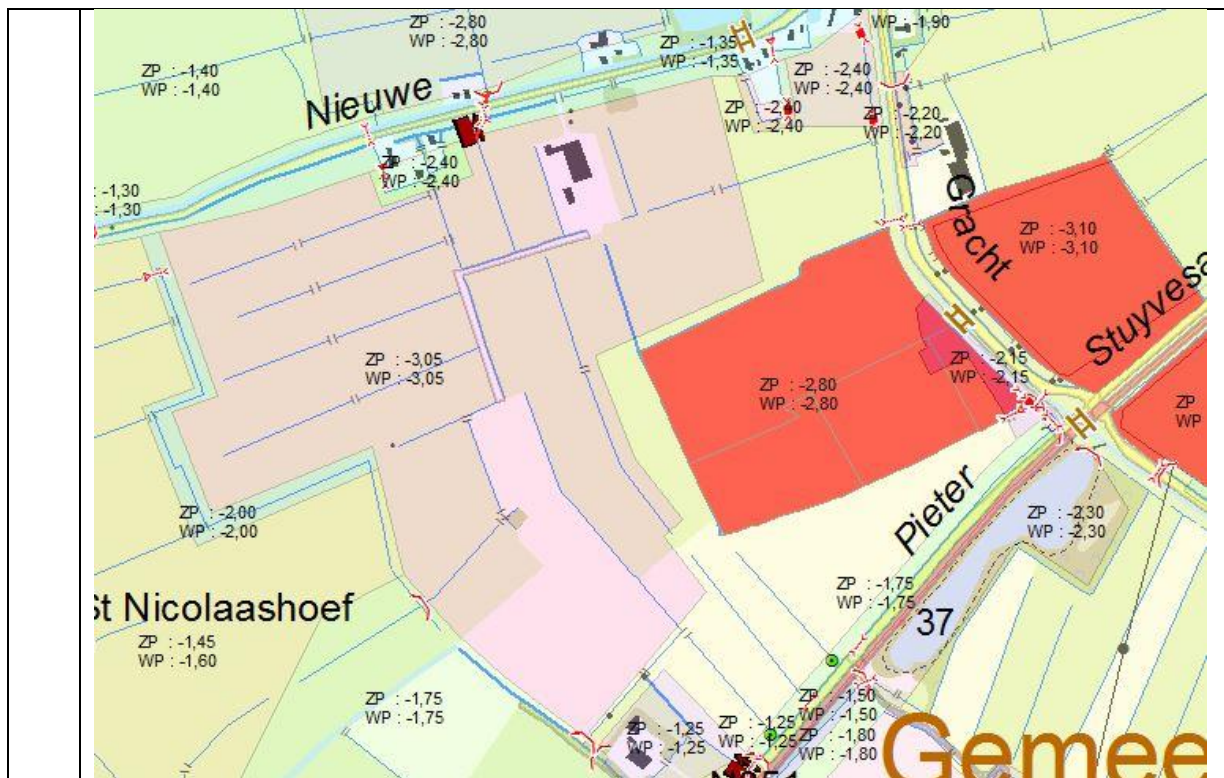 ZP : -2,80
WP : -2,80
WP : -1,90
-1,35
-1,35
ZP : -1,40
WP : -1,40
ZP : -2,40
WP : -2,40
Nieuwe
ZP : -2,40
WP : -2,40
ZP : -2,20
WP : -2,20
ZP : -2,40
WP : -2,40
: -1,30
: -1,30
Gracht
ZP : -3,10
WP : -3,10
Stuyvesa
ZP : -3,05
WP : -3,05
ZP : -2,15
WP : -2,15
ZP : -2,80
WP : -2,80
ZP
WP
ZP : -2,00
WP : -2,00
Pieter
ZP : -2,30
WP : -2,30
ZP : -1,75
WP : -1,75
St Nicolaashoef
37
ZP : -1,45
WP : -1,60
ZP : -1,75
WP : -1,75
ZP : -1,50
WP : -1,50
ZP : -1,25
WP : -1,25
ZP : -1,25
WP : -1,25
ZP : -1,80
WP : -1,80
Gemee